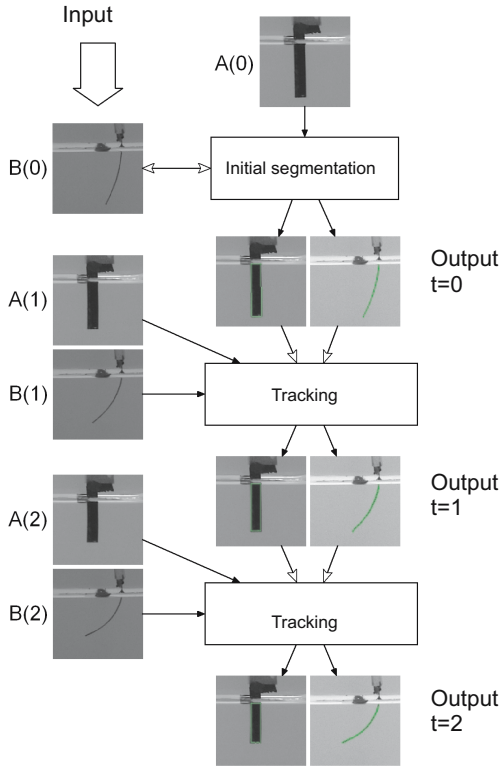 Input
A(0)
B(0)
Initial segmentation
Output
t=0
A(1)
B(1)
Tracking
Output
t=1
A(2)
B(2)
Tracking
Output
t=2